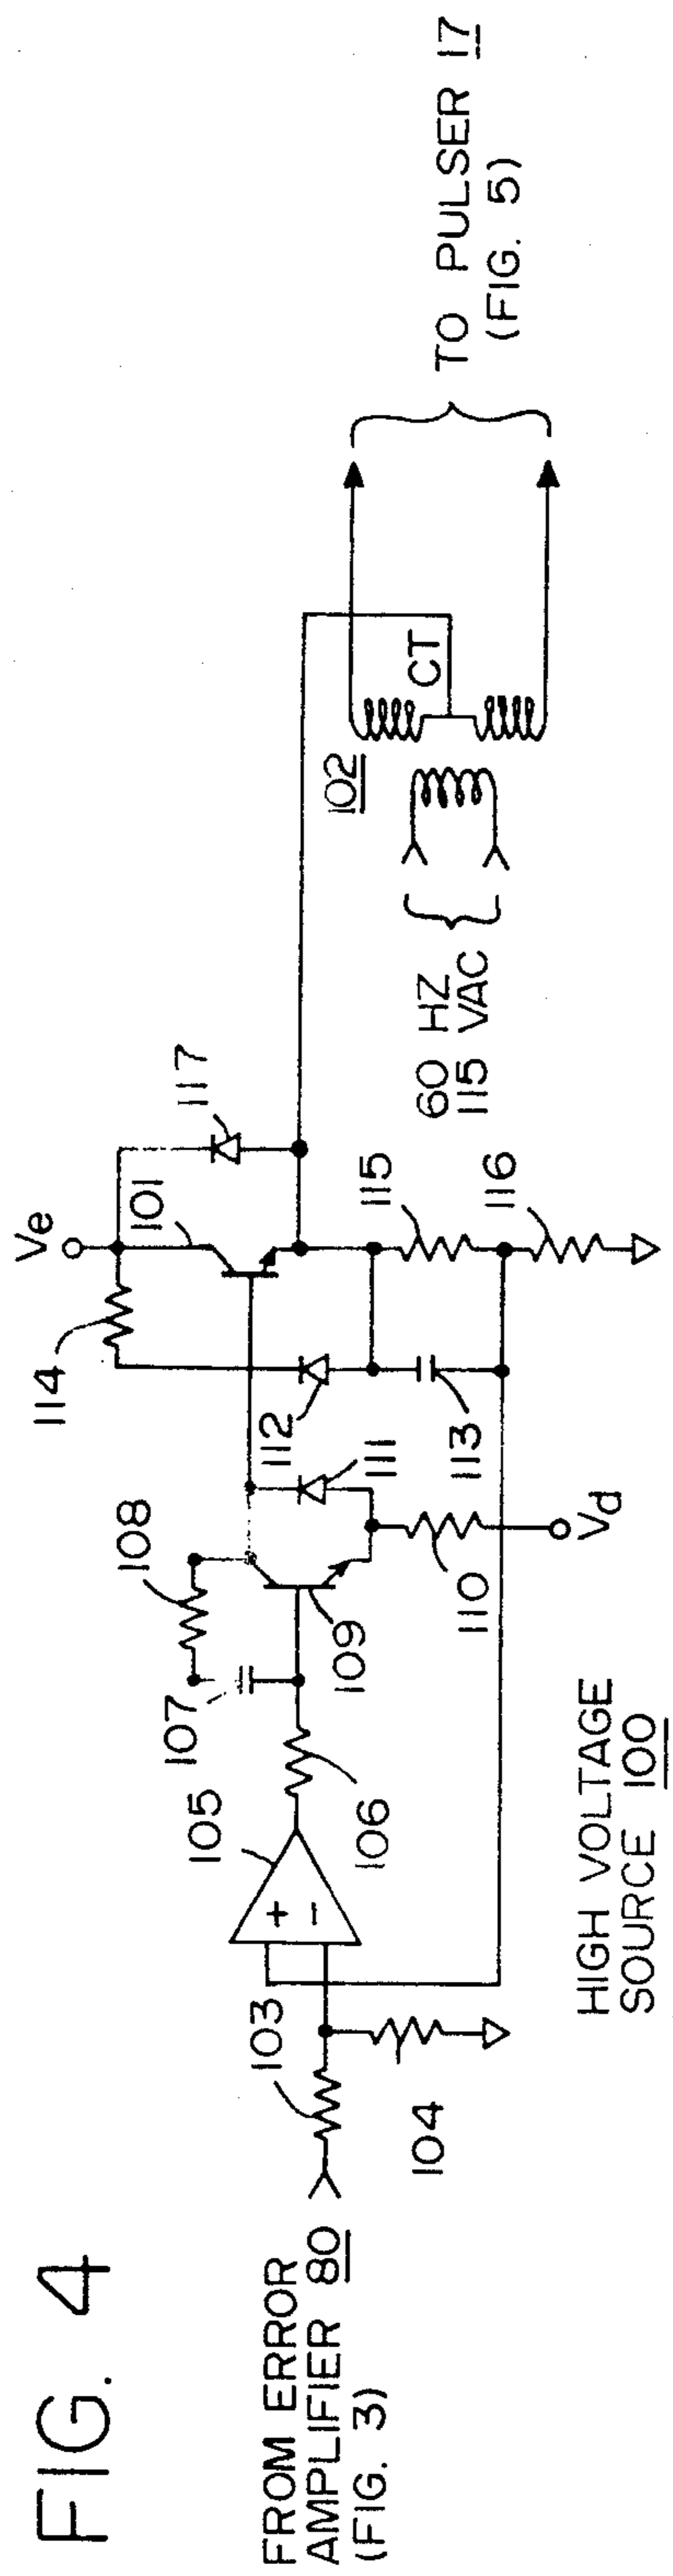 FIG. 4
FROM ERROR
AMPLIFIER 80
(FIG. 3)
103
104
105
+
−
106
107
108
109
110
Vd
111
112
113
114
Ve
101
117
115
116
60 HZ
115 VAC
102
CT
TO PULSER 17
(FIG. 5)
HIGH VOLTAGE
SOURCE 100